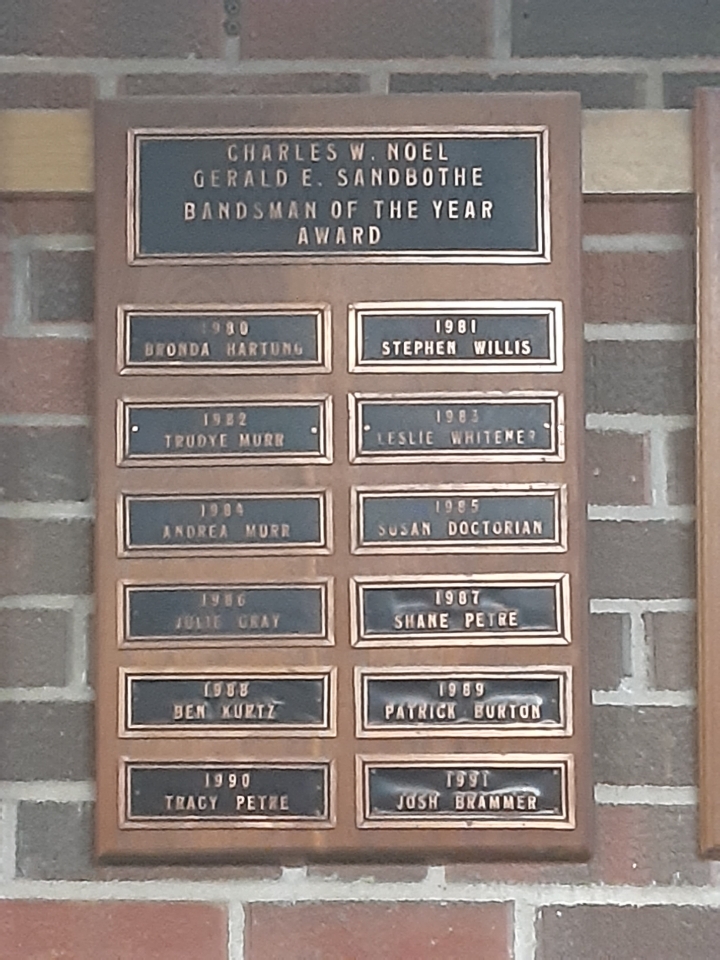 CHARLES W. NOEL
GERALD E. SANDBOTHE
BANDSMAN OF THE YEAR
AWARD
1980
BRONDA HARTUNG
1981
STEPHEN WILLIS
1982
TRUDYE MURR
1983
LESLIE WHITENER
1984
ANDREA MURR
1985
SUSAN DOCTORIAN
1986
JULIE GRAY
1987
SHANE PETRE
1988
BEN KURTZ
1989
PATRICK BURTON
1990
TRACY PETRE
1991
JOSH BRAMMER